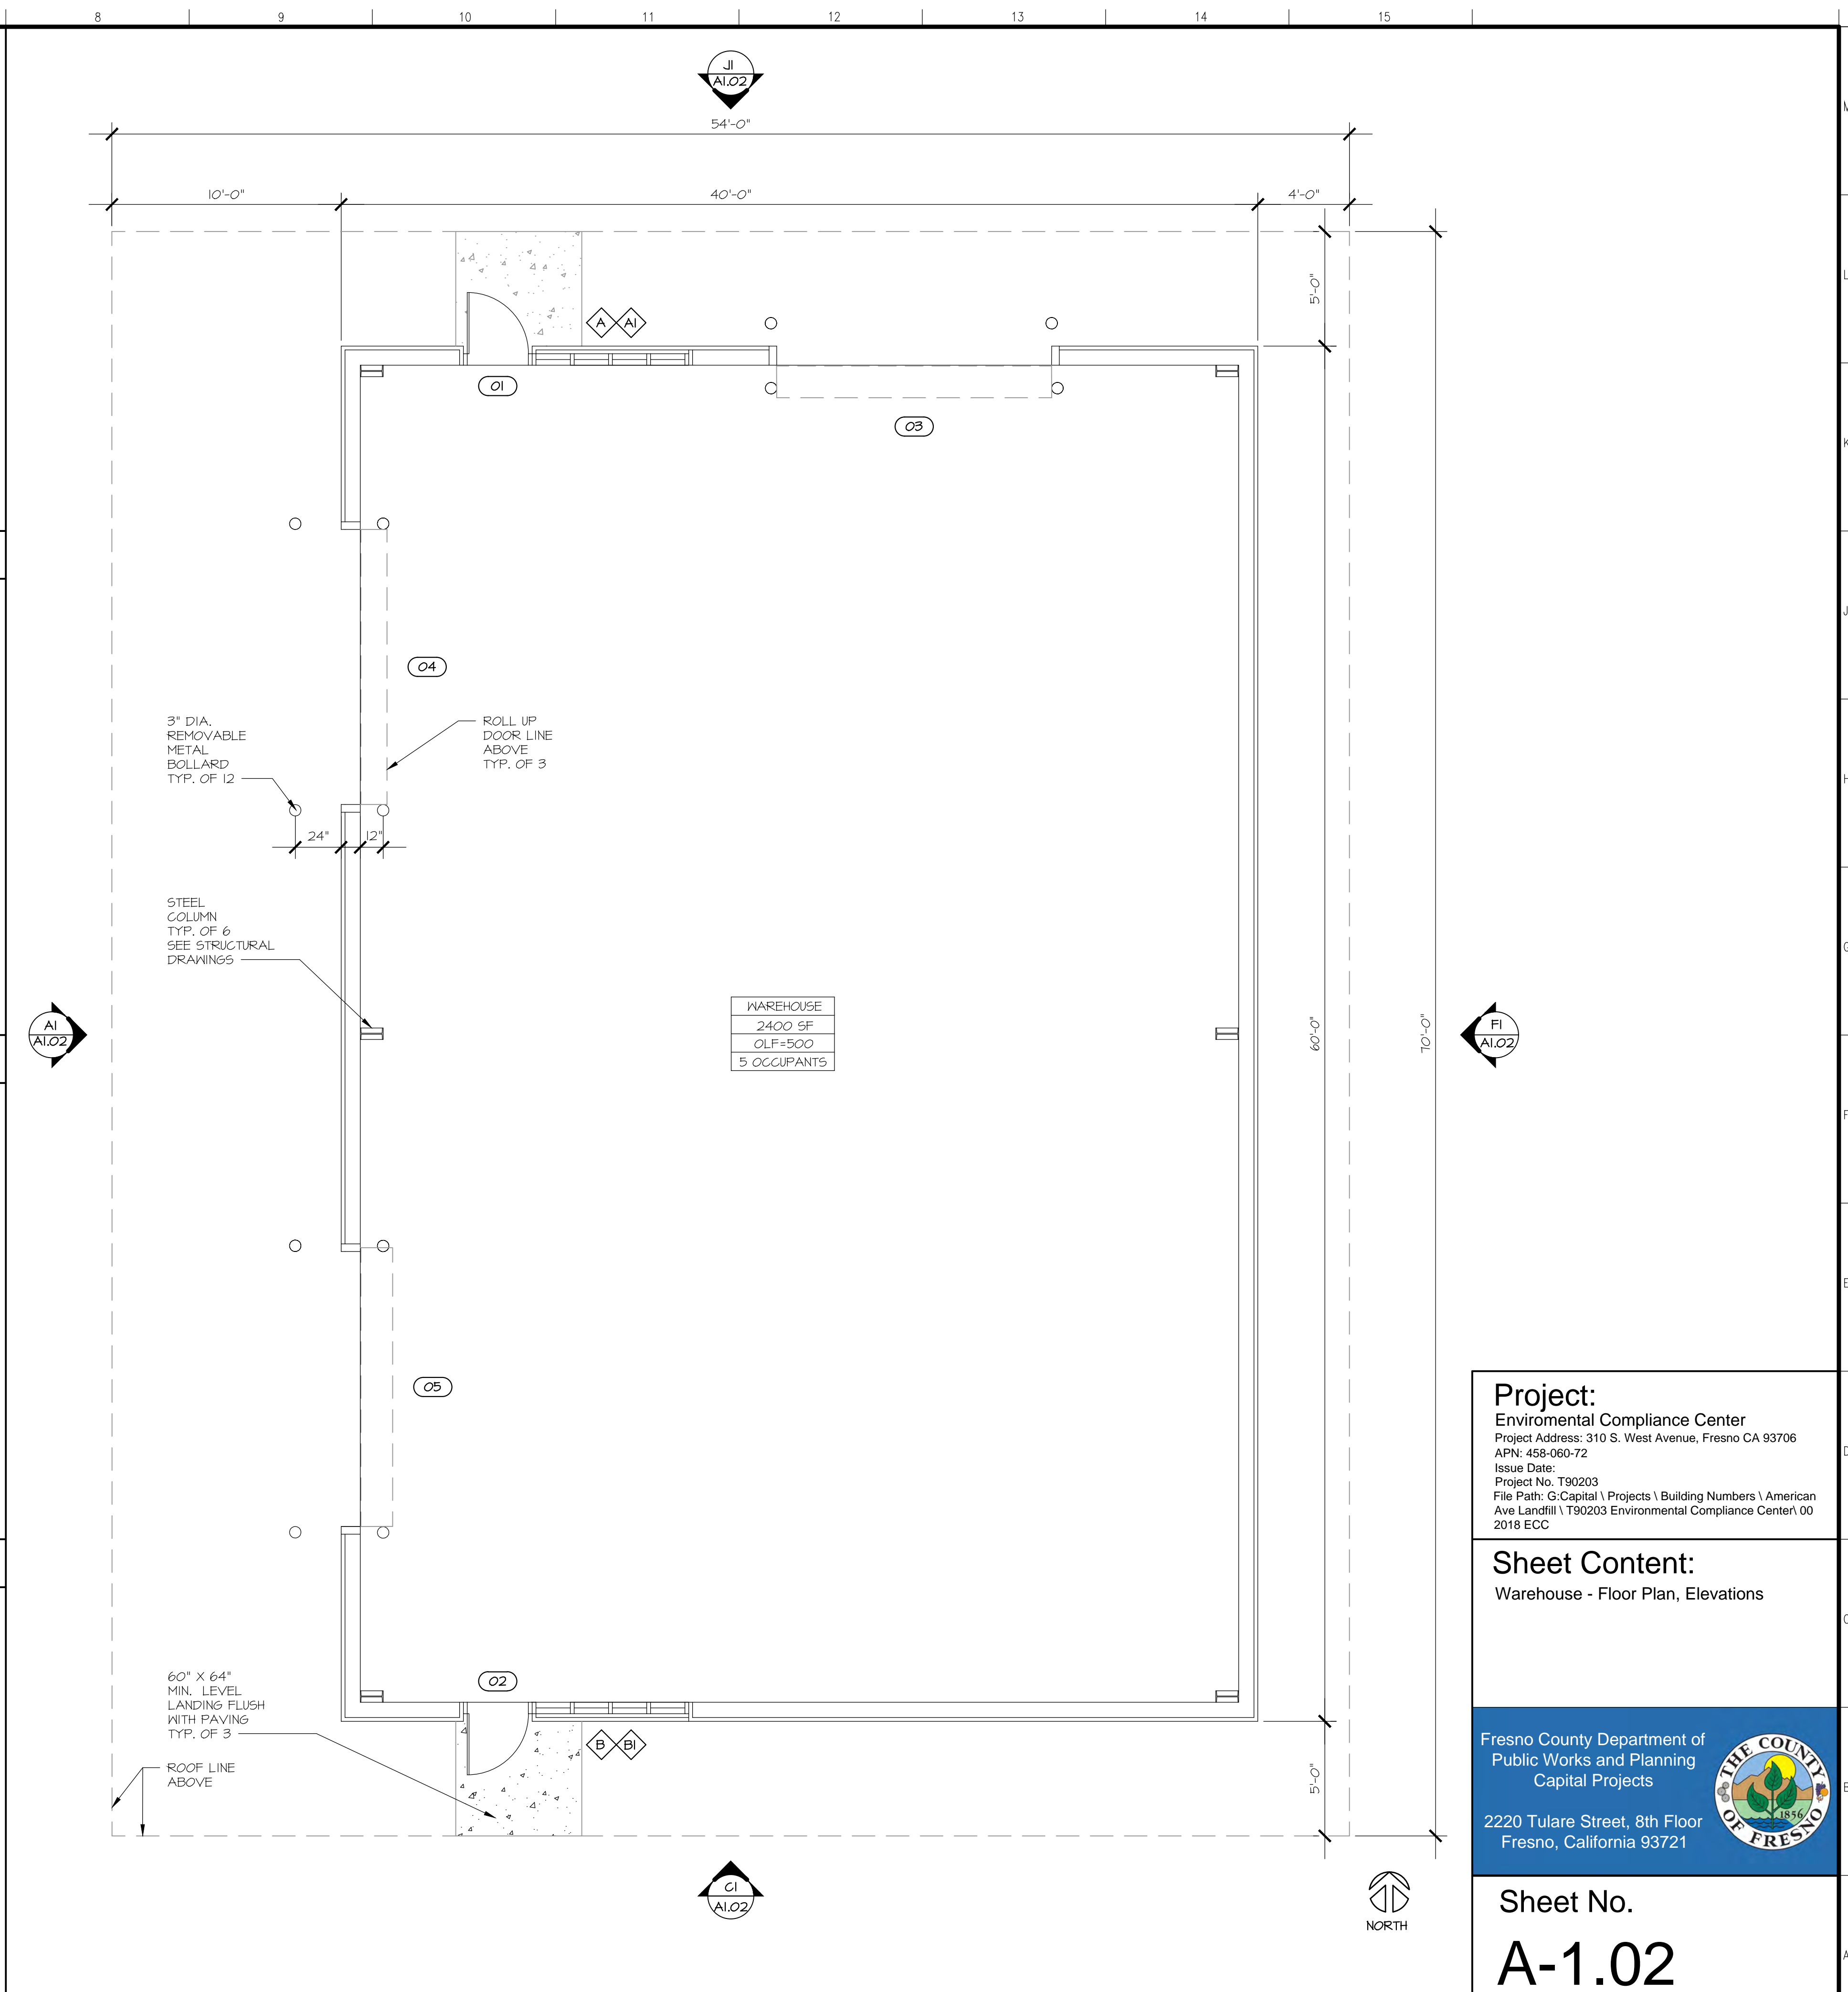 8 9 10 11 12 13 14 15
J1
A1.02
54'-0"
10'-0" 40'-0" 4'-0"
5'-0"
A A1
01
03
04
3" DIA.
REMOVABLE
METAL
BOLLARD
TYP. OF 12
ROLL UP
DOOR LINE
ABOVE
TYP. OF 3
24" 12"
STEEL
COLUMN
TYP. OF 6
SEE STRUCTURAL
DRAWINGS
WAREHOUSE
2400 SF
OLF=500
5 OCCUPANTS
A1
A1.02
60'-0"
70'-0"
F1
A1.02
05
02
60" X 64"
MIN. LEVEL
LANDING FLUSH
WITH PAVING
TYP. OF 3
B B1
ROOF LINE
ABOVE
5'-0"
C1
A1.02
NORTH
L
K
J
H
F
E
A
Project:
Enviromental Compliance Center
Project Address: 310 S. West Avenue, Fresno CA 93706
APN: 458-060-72
Issue Date:
Project No. T90203
File Path: G:Capital \ Projects \ Building Numbers \ American
Ave Landfill \ T90203 Environmental Compliance Center\ 00
2018 ECC
Sheet Content:
Warehouse - Floor Plan, Elevations
Fresno County Department of
Public Works and Planning
Capital Projects
2220 Tulare Street, 8th Floor
Fresno, California 93721
THE COUNTY
1856
OF FRESNO
Sheet No.
A-1.02